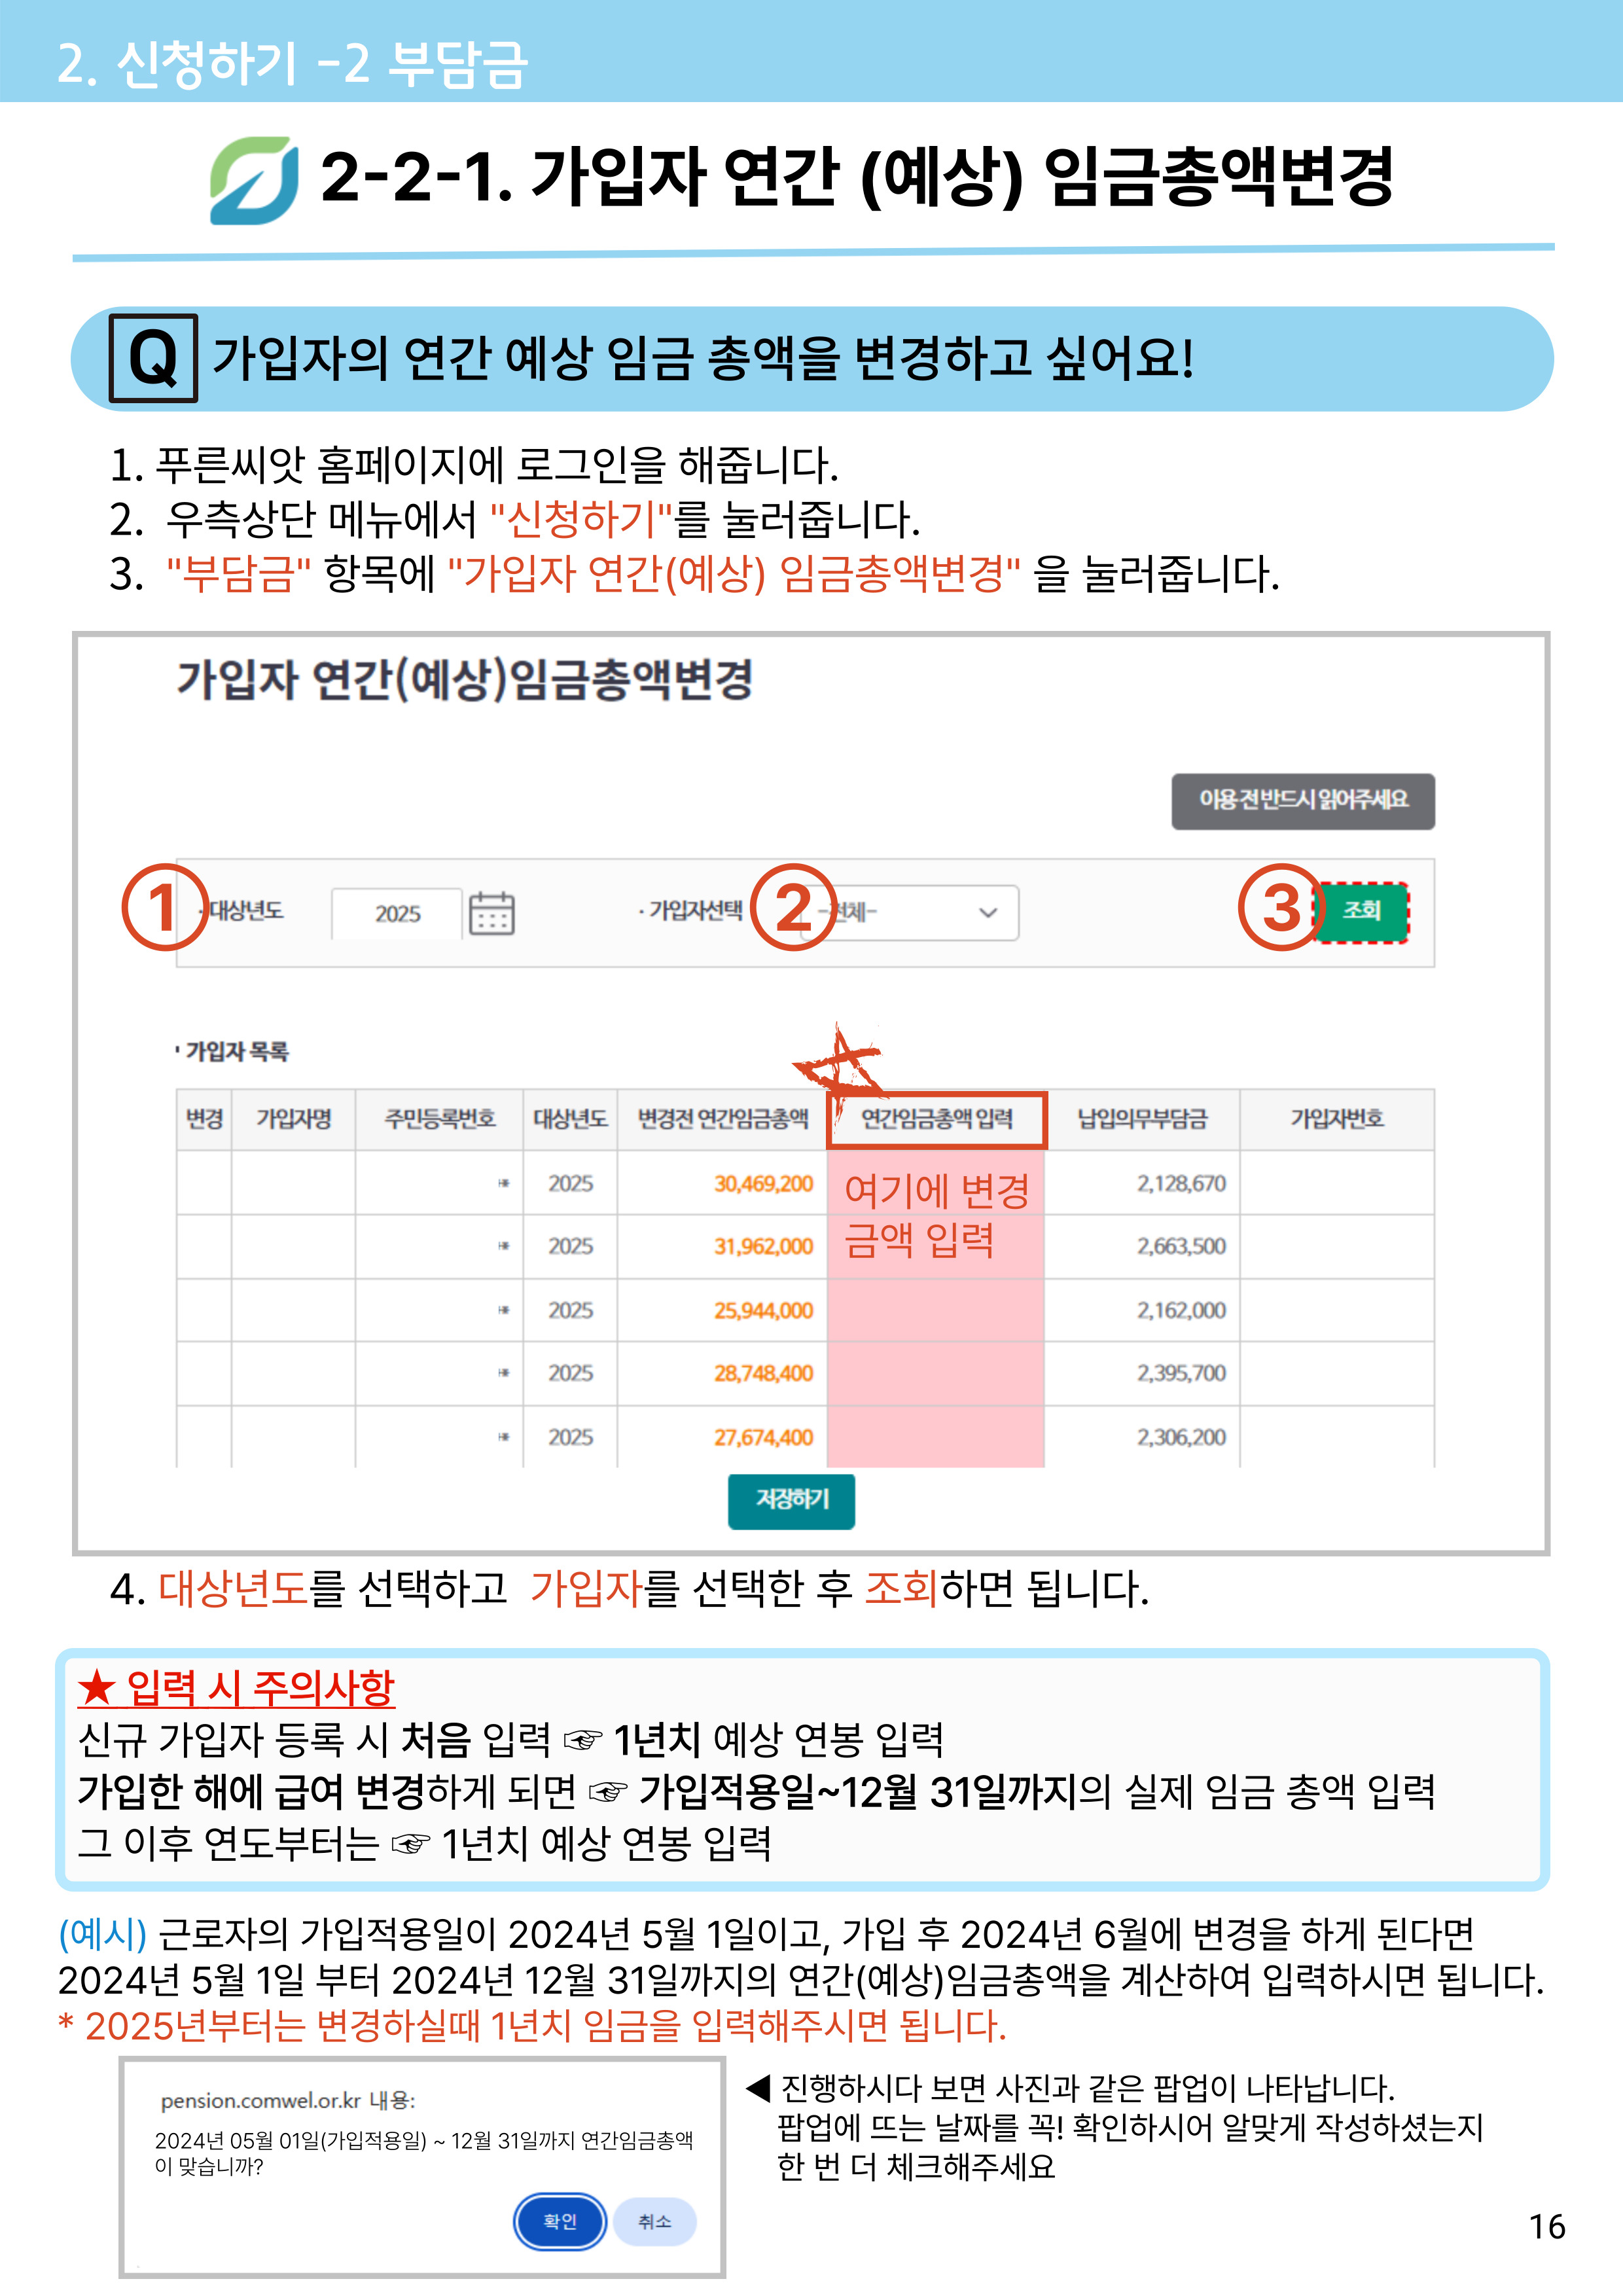 2. 신청하기 -2 부담금
2-2-1. 가입자 연간 (예상) 임금총액변경
Q 가입자의 연간 예상 임금 총액을 변경하고 싶어요!
1. 푸른씨앗 홈페이지에 로그인을 해줍니다.
2. 우측상단 메뉴에서 "신청하기"를 눌러줍니다.
3. "부담금" 항목에 "가입자 연간(예상) 임금총액변경" 을 눌러줍니다.
가입자 연간(예상)임금총액변경
이용 전 반드시 읽어주세요
1 · 대상년도 2025 · 가입자선택 2 -전체- 3 조회
· 가입자 목록
변경 가입자명 주민등록번호 대상년도 변경전 연간임금총액 연간임금총액 입력 납입의무부담금 가입자번호
2025 30,469,200 여기에 변경 2,128,670
2025 31,962,000 금액 입력 2,663,500
2025 25,944,000 2,162,000
2025 28,748,400 2,395,700
2025 27,674,400 2,306,200
저장하기
4. 대상년도를 선택하고 가입자를 선택한 후 조회하면 됩니다.
★ 입력 시 주의사항
신규 가입자 등록 시 처음 입력 ☞ 1년치 예상 연봉 입력
가입한 해에 급여 변경하게 되면 ☞ 가입적용일~12월 31일까지의 실제 임금 총액 입력
그 이후 연도부터는 ☞ 1년치 예상 연봉 입력
(예시) 근로자의 가입적용일이 2024년 5월 1일이고, 가입 후 2024년 6월에 변경을 하게 된다면
2024년 5월 1일 부터 2024년 12월 31일까지의 연간(예상)임금총액을 계산하여 입력하시면 됩니다.
* 2025년부터는 변경하실때 1년치 임금을 입력해주시면 됩니다.
pension.comwel.or.kr 내용:
2024년 05월 01일(가입적용일) ~ 12월 31일까지 연간임금총액
이 맞습니까?
확인 취소
◀ 진행하시다 보면 사진과 같은 팝업이 나타납니다.
팝업에 뜨는 날짜를 꼭! 확인하시어 알맞게 작성하셨는지
한 번 더 체크해주세요
16